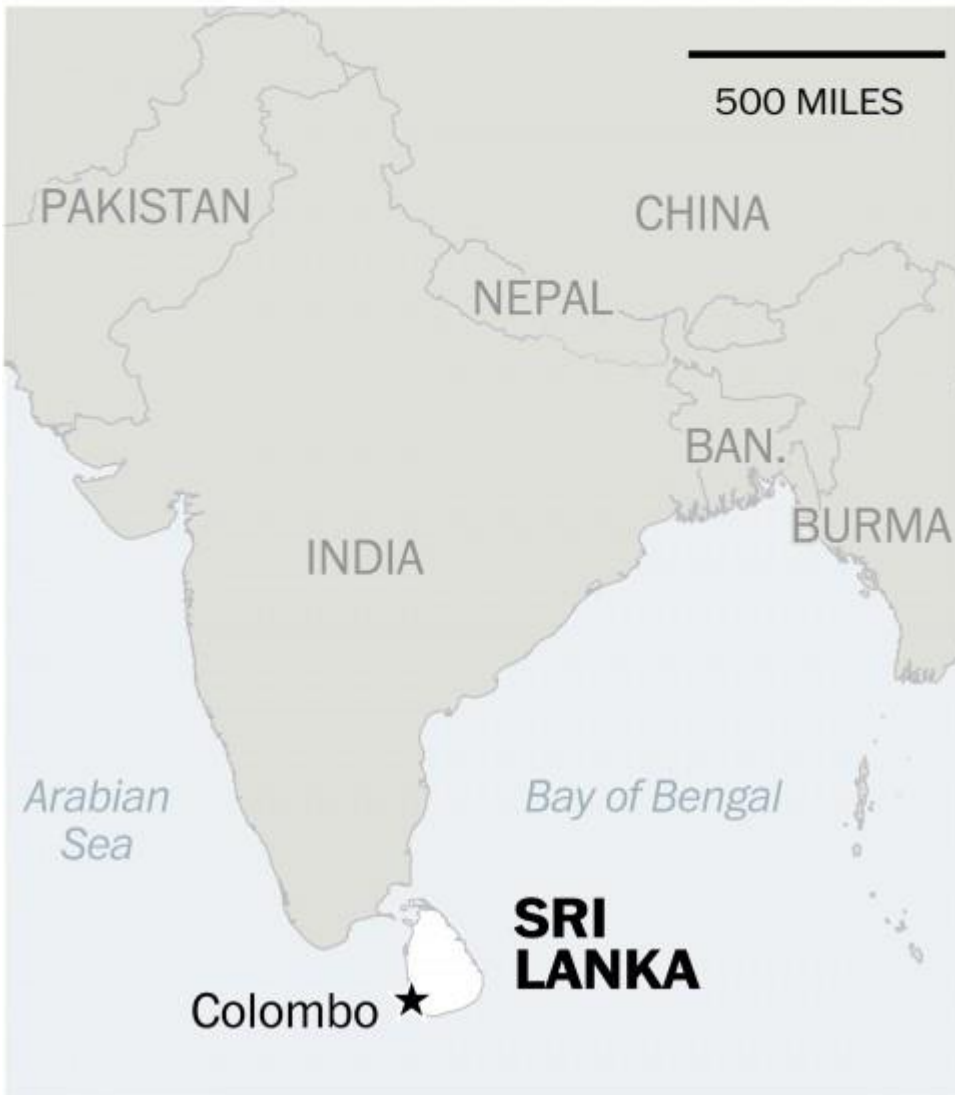 500 MILES
PAKISTAN
CHINA
NEPAL
BAN.
BURMA
INDIA
Arabian
Sea
Bay of Bengal
SRI
LANKA
Colombo